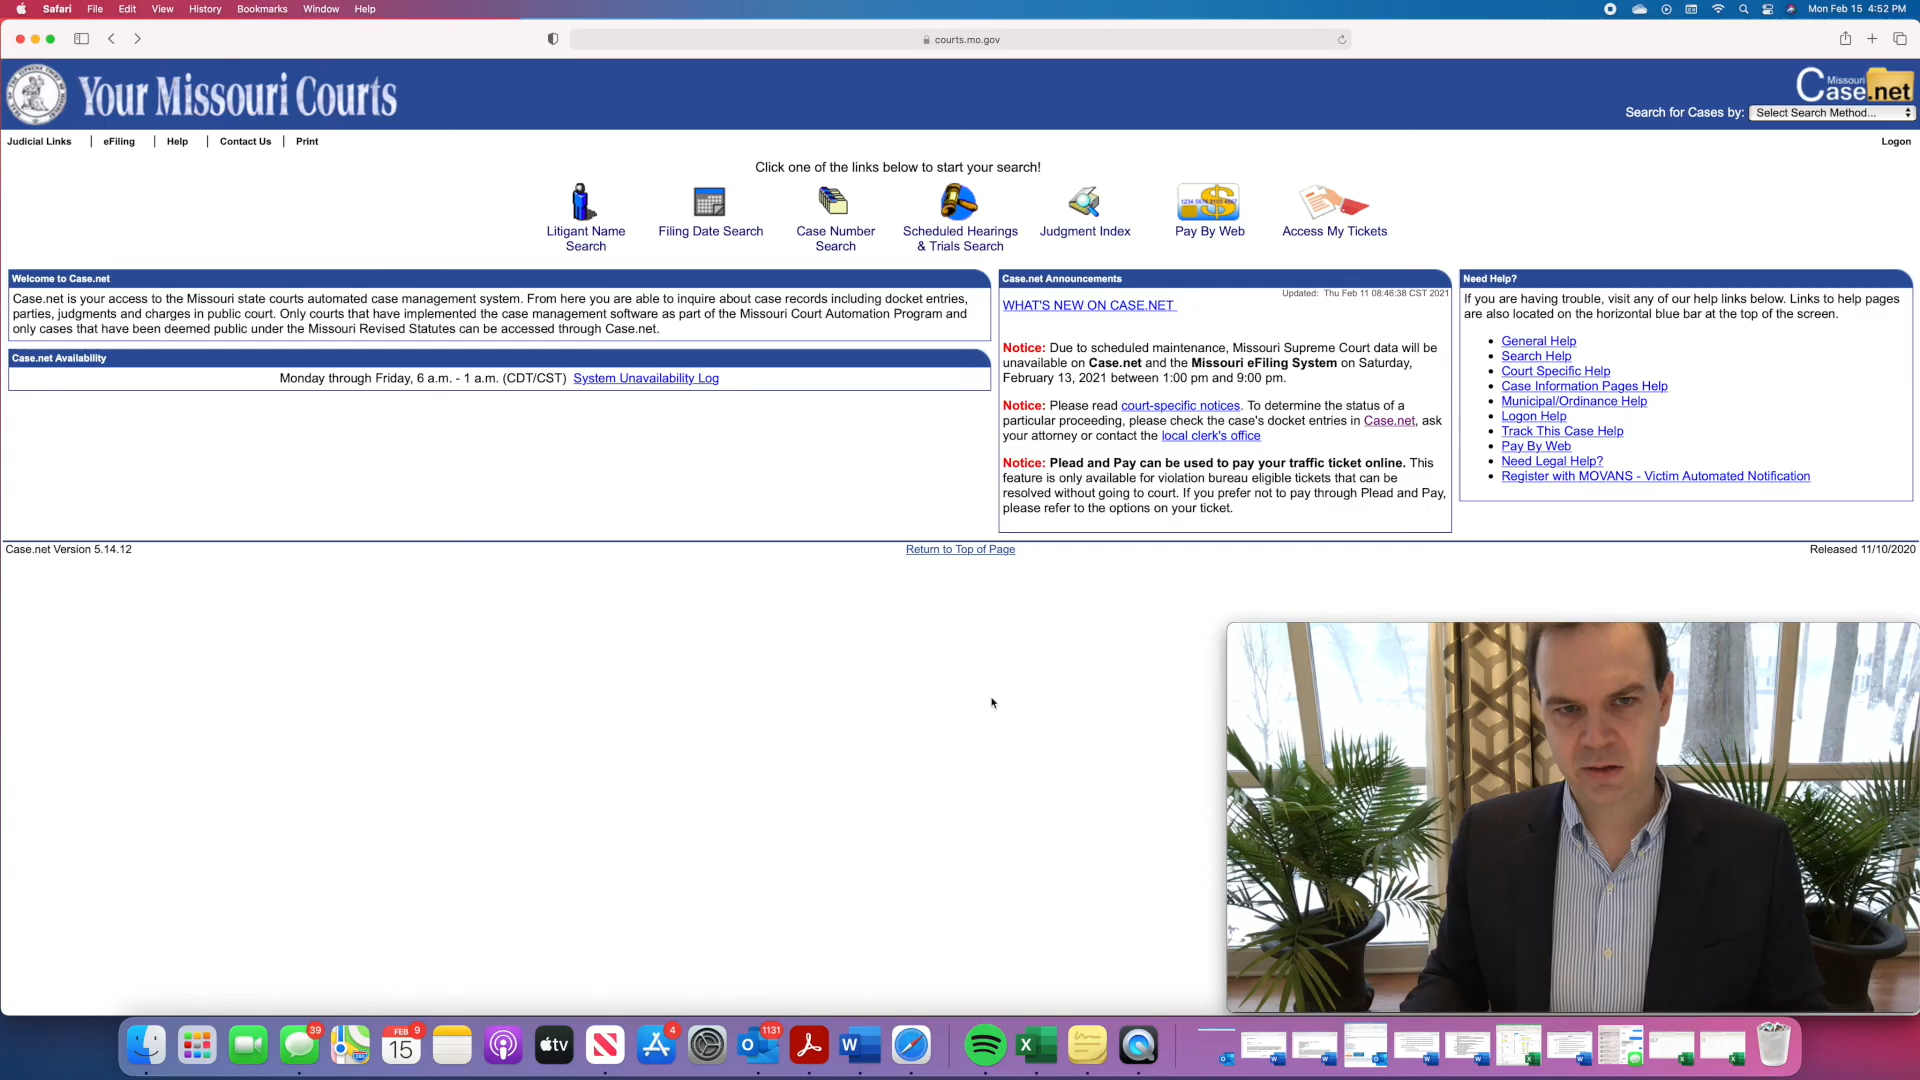 Safari File Edit View History Bookmarks Window Help
Mon Feb 15 4:52 PM
courts.mo.gov
Your Missouri Courts
Missouri
Case.net
Search for Cases by: Select Search Method...
Judicial Links | eFiling | Help | Contact Us | Print
Logon
Click one of the links below to start your search!
Litigant Name
Search
Filing Date Search
Case Number
Search
Scheduled Hearings
& Trials Search
Judgment Index
Pay By Web
Access My Tickets
Welcome to Case.net
Case.net is your access to the Missouri state courts automated case management system. From here you are able to inquire about case records including docket entries,
parties, judgments and charges in public court. Only courts that have implemented the case management software as part of the Missouri Court Automation Program and
only cases that have been deemed public under the Missouri Revised Statutes can be accessed through Case.net.
Case.net Availability
Monday through Friday, 6 a.m. - 1 a.m. (CDT/CST) System Unavailability Log
Case.net Announcements
Updated: Thu Feb 11 08:46:38 CST 2021
WHAT'S NEW ON CASE.NET
Notice: Due to scheduled maintenance, Missouri Supreme Court data will be
unavailable on Case.net and the Missouri eFiling System on Saturday,
February 13, 2021 between 1:00 pm and 9:00 pm.
Notice: Please read court-specific notices. To determine the status of a
particular proceeding, please check the case's docket entries in Case.net, ask
your attorney or contact the local clerk's office
Notice: Plead and Pay can be used to pay your traffic ticket online. This
feature is only available for violation bureau eligible tickets that can be
resolved without going to court. If you prefer not to pay through Plead and Pay,
please refer to the options on your ticket.
Need Help?
If you are having trouble, visit any of our help links below. Links to help pages
are also located on the horizontal blue bar at the top of the screen.
General Help
Search Help
Court Specific Help
Case Information Pages Help
Municipal/Ordinance Help
Logon Help
Track This Case Help
Pay By Web
Need Legal Help?
Register with MOVANS - Victim Automated Notification
Case.net Version 5.14.12
Return to Top of Page
Released 11/10/2020
39
FEB 9
15
tv
4
1131
W
X